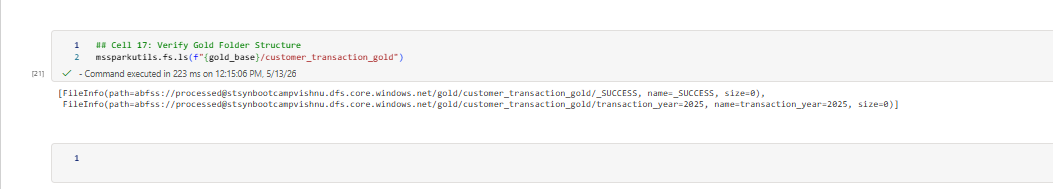 1 ## Cell 17: Verify Gold Folder Structure
2 mssparkutils.fs.ls(f"{gold_base}/customer_transaction_gold")
[21] ✓ - Command executed in 223 ms on 12:15:06 PM, 5/13/26
[FileInfo(path=abfss://processed@stsynbootcampvishnu.dfs.core.windows.net/gold/customer_transaction_gold/_SUCCESS, name=_SUCCESS, size=0),
FileInfo(path=abfss://processed@stsynbootcampvishnu.dfs.core.windows.net/gold/customer_transaction_gold/transaction_year=2025, name=transaction_year=2025, size=0)]
1